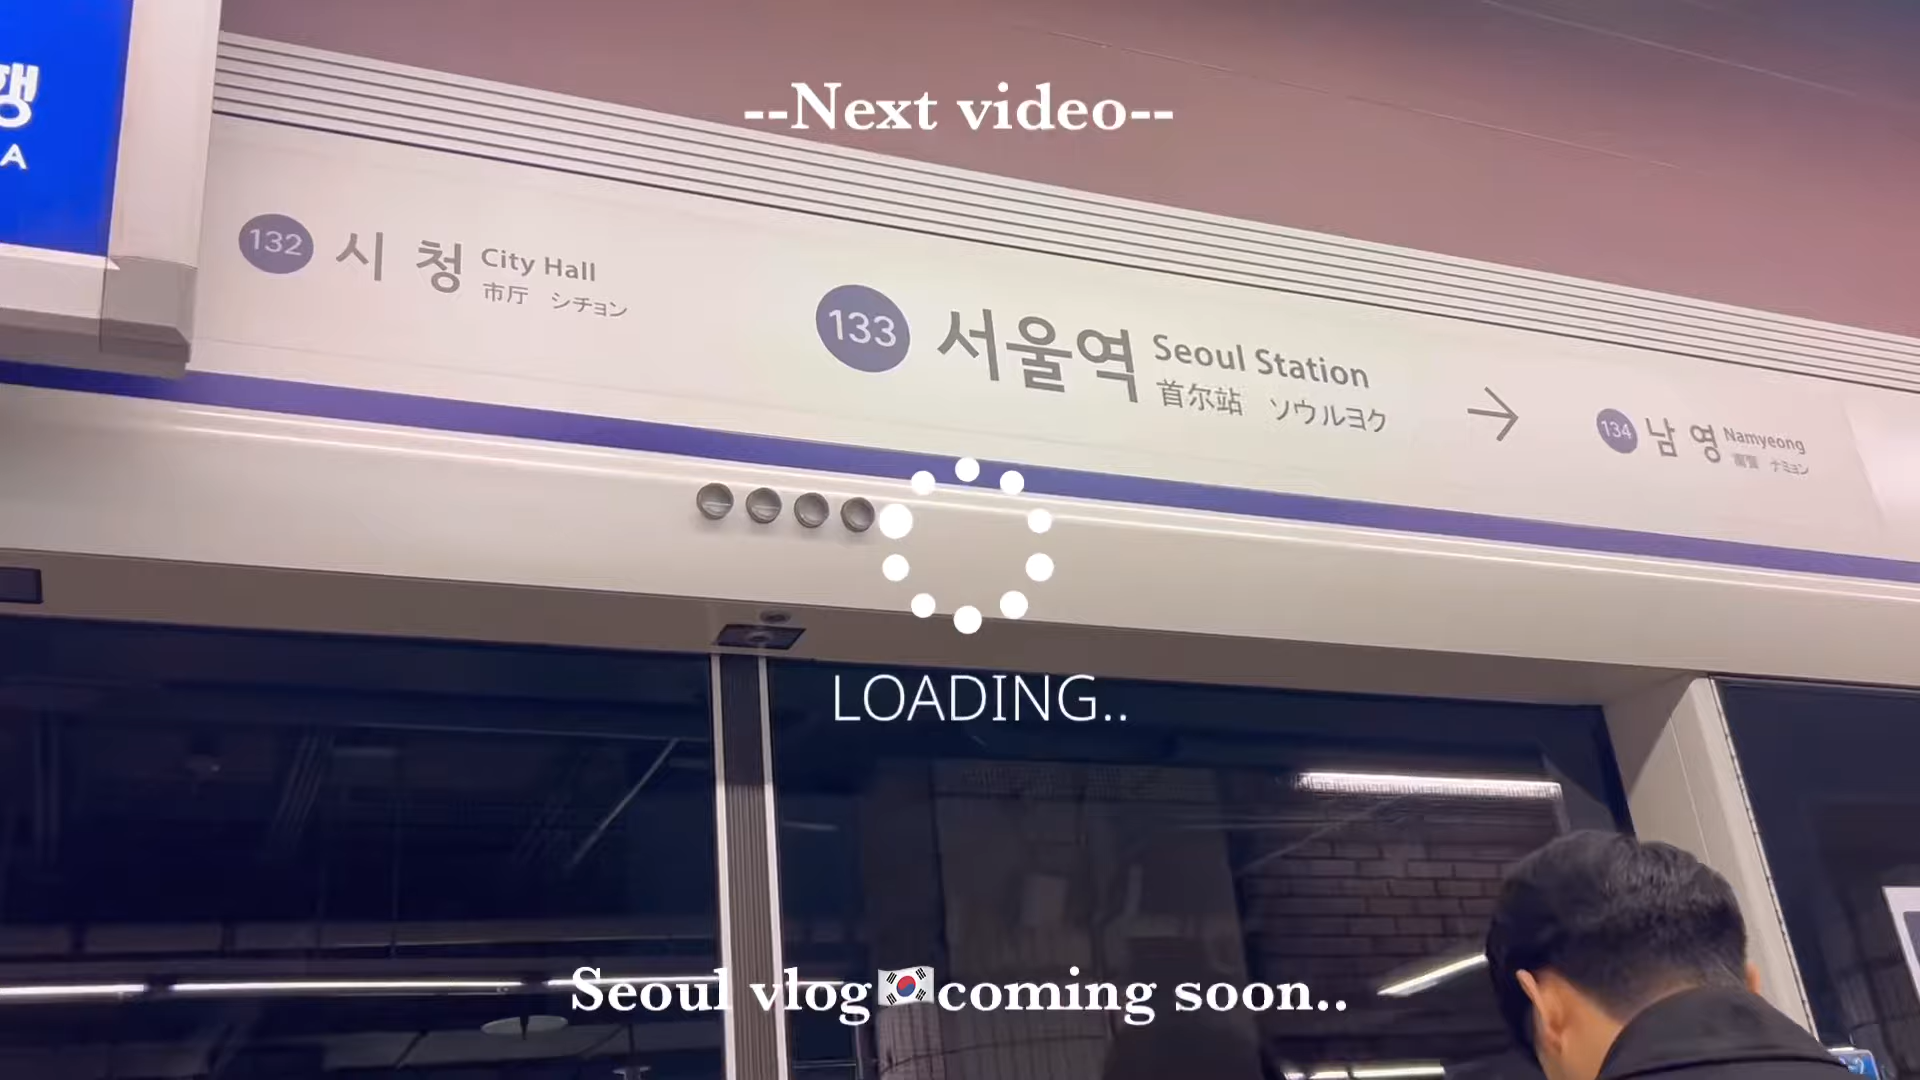 --Next video--
행
A
132 시 청 City Hall
市厅 シチョン
133 서울역 Seoul Station
首尔站 ソウルヨク
→
134 남 영 Namyeong
ナミョン
LOADING..
Seoul vlog🇰🇷coming soon..